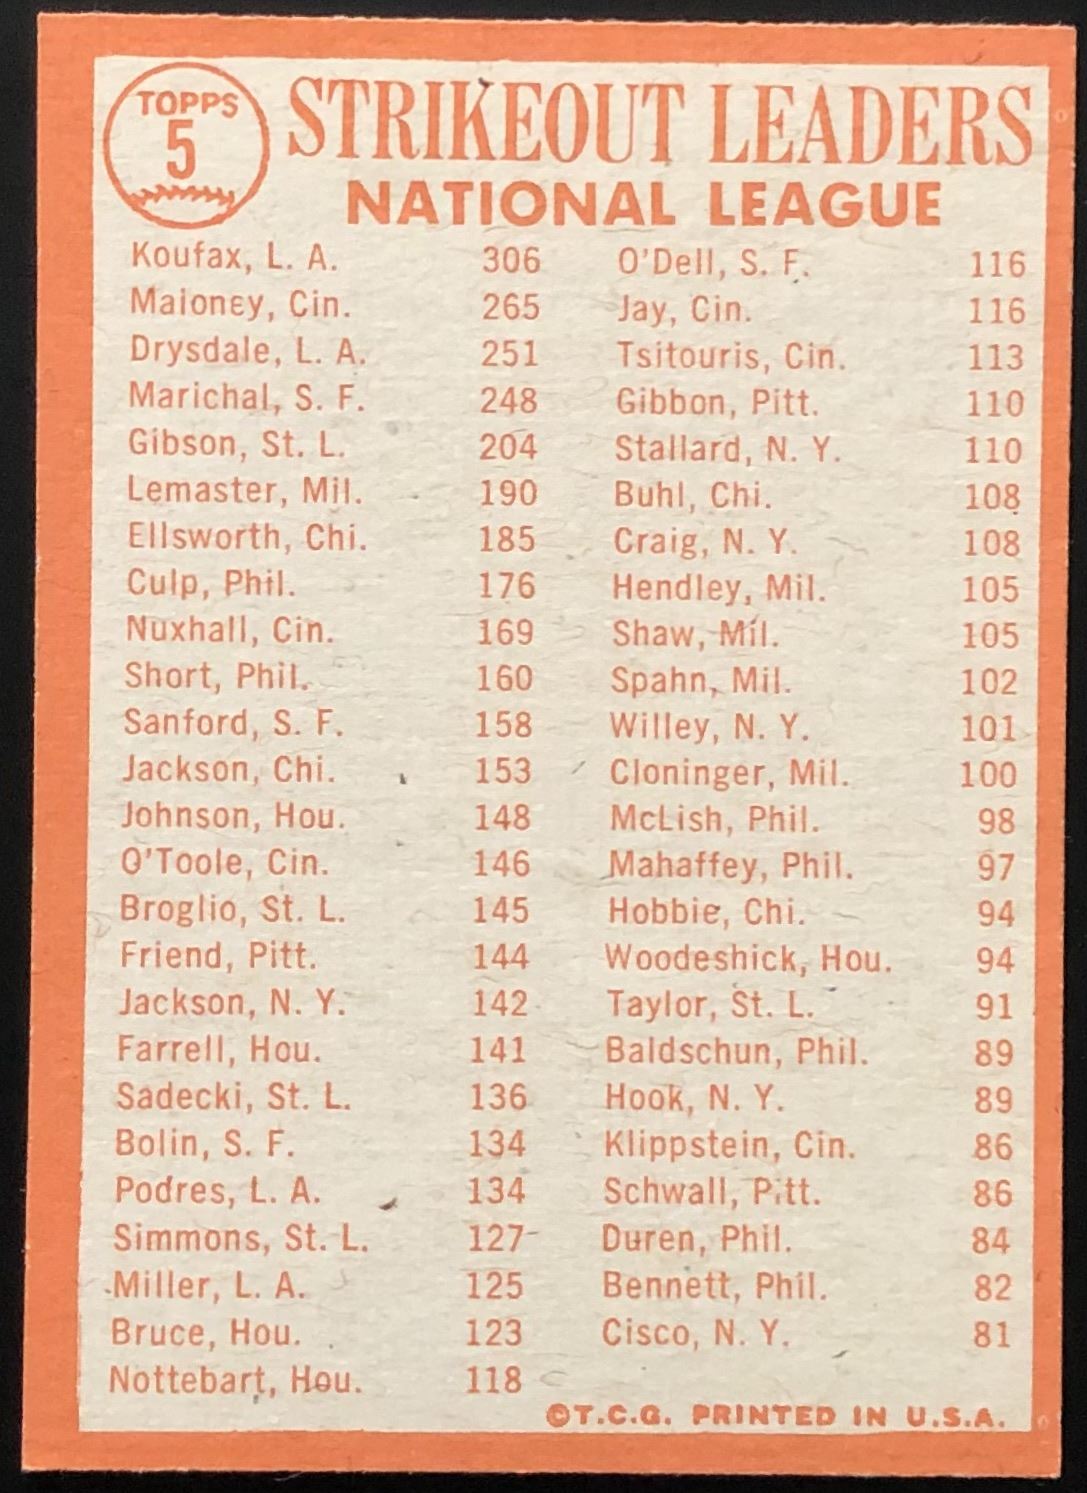 TOPPS
5
STRIKEOUT LEADERS
NATIONAL LEAGUE
Koufax, L. A. 306
Maloney, Cin. 265
Drysdale, L. A. 251
Marichal, S. F. 248
Gibson, St. L. 204
Lemaster, Mil. 190
Ellsworth, Chi. 185
Culp, Phil. 176
Nuxhall, Cin. 169
Short, Phil. 160
Sanford, S. F. 158
Jackson, Chi. 153
Johnson, Hou. 148
O'Toole, Cin. 146
Broglio, St. L. 145
Friend, Pitt. 144
Jackson, N. Y. 142
Farrell, Hou. 141
Sadecki, St. L. 136
Bolin, S. F. 134
Podres, L. A. 134
Simmons, St. L. 127
Miller, L. A. 125
Bruce, Hou. 123
Nottebart, Hou. 118
O'Dell, S. F. 116
Jay, Cin. 116
Tsitouris, Cin. 113
Gibbon, Pitt. 110
Stallard, N. Y. 110
Buhl, Chi. 108
Craig, N. Y. 108
Hendley, Mil. 105
Shaw, Mil. 105
Spahn, Mil. 102
Willey, N. Y. 101
Cloninger, Mil. 100
McLish, Phil. 98
Mahaffey, Phil. 97
Hobbie, Chi. 94
Woodeshick, Hou. 94
Taylor, St. L. 91
Baldschun, Phil. 89
Hook, N. Y. 89
Klippstein, Cin. 86
Schwall, Pitt. 86
Duren, Phil. 84
Bennett, Phil. 82
Cisco, N. Y. 81
©T.C.G. PRINTED IN U.S.A.